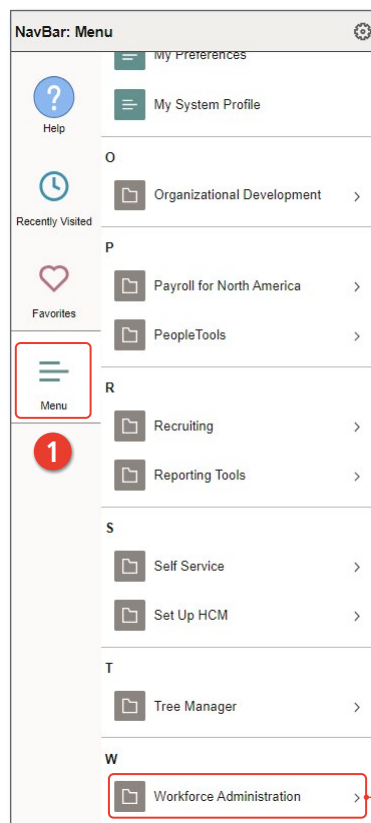 NavBar: Menu
My Preferences
Help
My System Profile
O
Organizational Development
Recently Visited
P
Payroll for North America
Favorites
PeopleTools
Menu
R
1
Recruiting
Reporting Tools
S
Self Service
Set Up HCM
T
Tree Manager
W
Workforce Administration